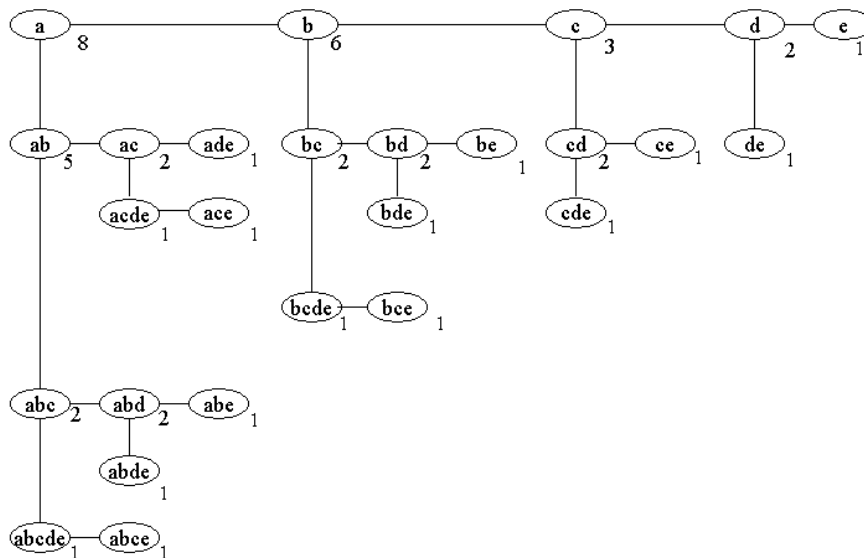 a b c d e
8 6 3 2 1
ab ac ade bc bd be cd ce de
5 2 1 2 2 1 2 1 1
acde ace bde cde
1 1 1 1
bcde bce
1 1
abc abd abe
2 2 1
abde
1
abcde abce
1 1